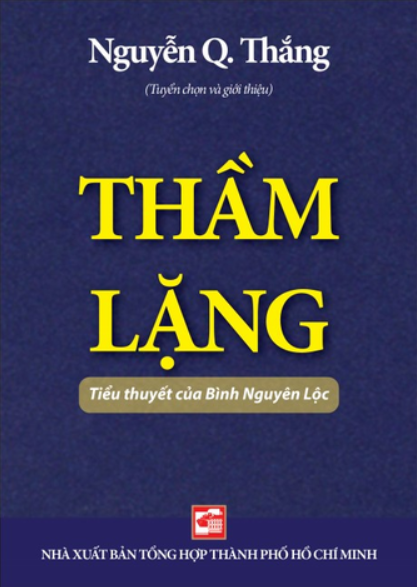 Nguyễn Q. Thắng
(Tuyển chọn và giới thiệu)
THẦM
LẶNG
Tiểu thuyết của Bình Nguyên Lộc
NHÀ XUẤT BẢN TỔNG HỢP THÀNH PHỐ HỒ CHÍ MINH